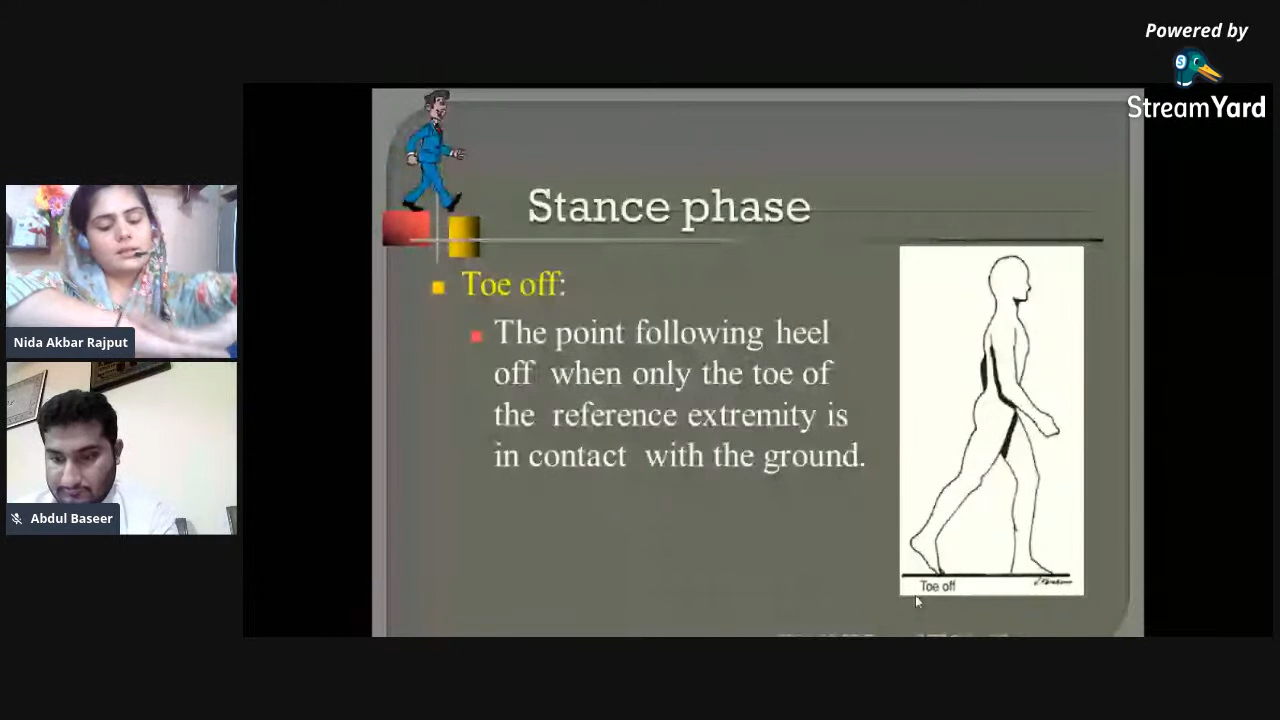 Powered by
StreamYard
Stance phase
Toe off:
The point following heel
off when only the toe of
the reference extremity is
in contact with the ground.
Toe off
Nida Akbar Rajput
Abdul Baseer